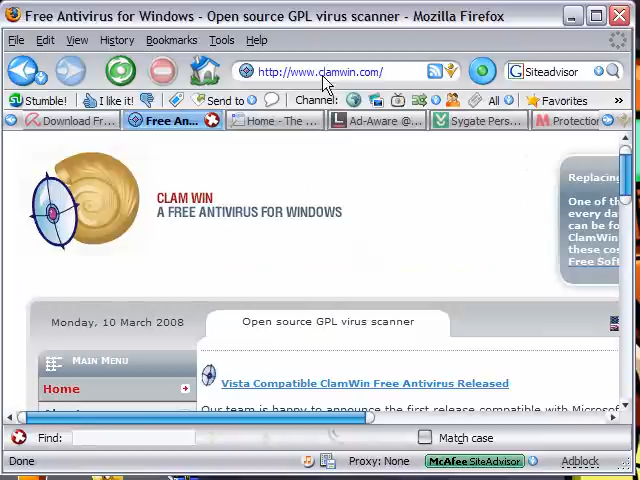 Free Antivirus for Windows - Open source GPL virus scanner - Mozilla Firefox
File Edit View History Bookmarks Tools Help
http://www.clamwin.com/ Siteadvisor
Stumble! I like it! Send to Channel: All Favorites »
Download Fr... Free An... Home - The ... Ad-Aware @... Sygate Pers... Protection
CLAM WIN
A FREE ANTIVIRUS FOR WINDOWS
Replacing
One of
every da
can be fo
ClamWin
these cos
Free Soft
Monday, 10 March 2008 Open source GPL virus scanner
MAIN MENU
Home
Vista Compatible ClamWin Free Antivirus Released
Our team is happy to announce the first release compatible with Microsof
Find: Match case
Done Proxy: None McAfee SiteAdvisor Adblock